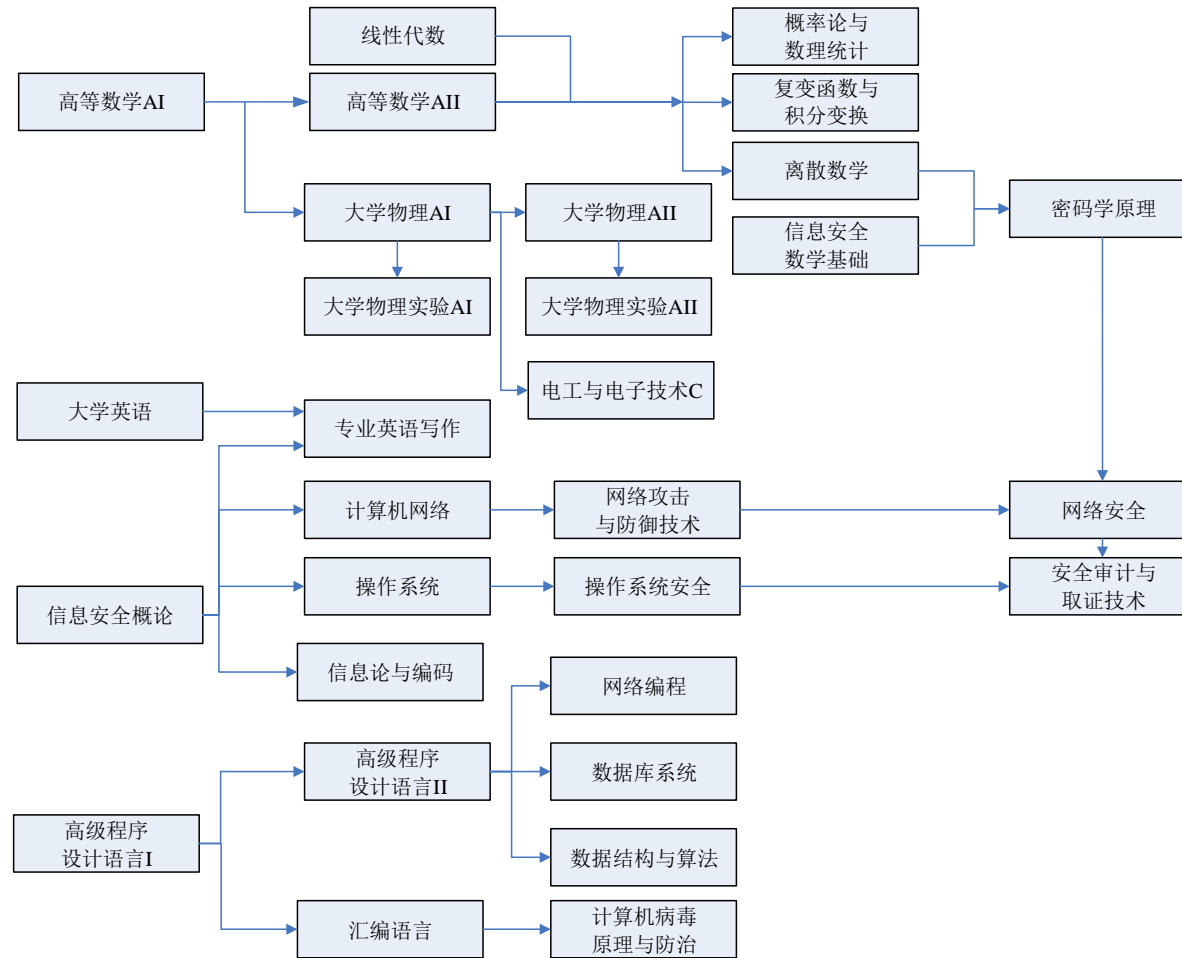 线性代数
概率论与
数理统计
高等数学AI
高等数学AII
复变函数与
积分变换
离散数学
大学物理AI
大学物理AII
密码学原理
信息安全
数学基础
大学物理实验AI
大学物理实验AII
电工与电子技术C
大学英语
专业英语写作
计算机网络
网络攻击
与防御技术
网络安全
操作系统
操作系统安全
安全审计与
取证技术
信息安全概论
信息论与编码
网络编程
高级程序
设计语言II
数据库系统
高级程序
设计语言I
数据结构与算法
汇编语言
计算机病毒
原理与防治